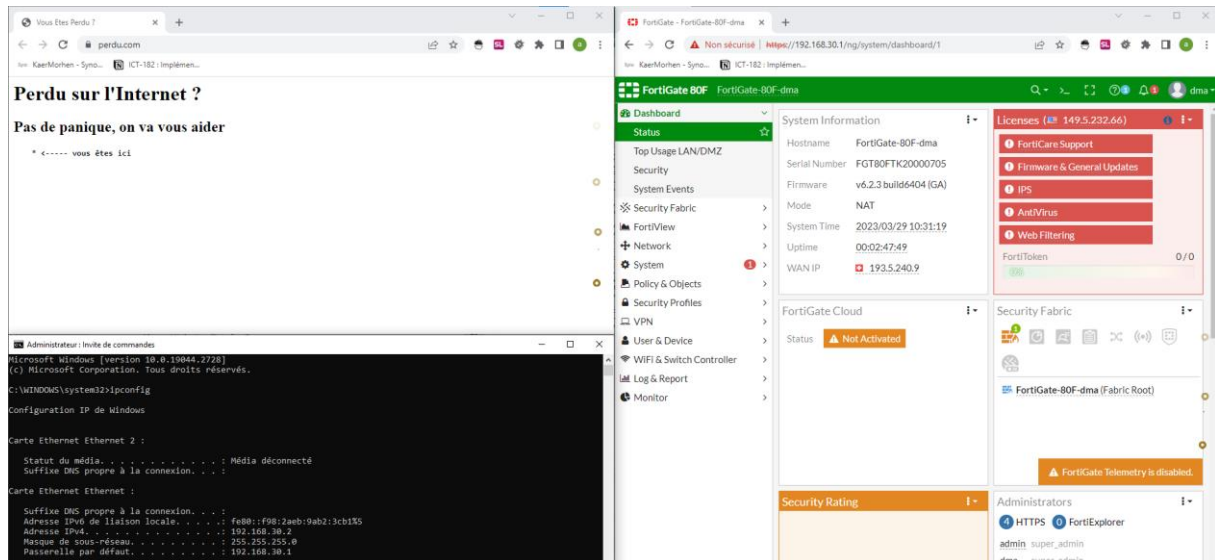 Vous Etes Perdu ?
perdu.com
KaerMorhen - Syno...
ICT-182 : Implémen...
Perdu sur l'Internet ?
Pas de panique, on va vous aider
* <----- vous êtes ici
Administrateur : Invite de commandes
Microsoft Windows [version 10.0.19044.2728]
(c) Microsoft Corporation. Tous droits réservés.
C:\WINDOWS\system32>ipconfig
Configuration IP de Windows
Carte Ethernet Ethernet 2 :
Statut du média. . . . . . . . . . . . : Média déconnecté
Suffixe DNS propre à la connexion. . . :
Carte Ethernet Ethernet :
Suffixe DNS propre à la connexion. . . :
Adresse IPv6 de liaison locale. . . . .: fe80::f98:2aeb:9ab2:3cb1%5
Adresse IPv4. . . . . . . . . . . . . .: 192.168.30.2
Masque de sous-réseau. . . . . . . . . : 255.255.255.0
Passerelle par défaut. . . . . . . . . : 192.168.30.1
FortiGate - FortiGate-80F-dma
Non sécurisé | https://192.168.30.1/ng/system/dashboard/1
KaerMorhen - Syno...
ICT-182 : Implémen...
FortiGate 80F FortiGate-80F-dma
dma
Dashboard
Status
Top Usage LAN/DMZ
Security
System Events
Security Fabric
FortiView
Network
System 1
Policy & Objects
Security Profiles
VPN
User & Device
WiFi & Switch Controller
Log & Report
Monitor
System Information
Hostname FortiGate-80F-dma
Serial Number FGT80FTK20000705
Firmware v6.2.3 build6404 (GA)
Mode NAT
System Time 2023/03/29 10:31:19
Uptime 00:02:47:49
WAN IP 193.5.240.9
Licenses (149.5.232.66)
FortiCare Support
Firmware & General Updates
IPS
AntiVirus
Web Filtering
FortiToken 0/0
FortiGate Cloud
Status Not Activated
Security Fabric
FortiGate-80F-dma (Fabric Root)
FortiGate Telemetry is disabled.
Security Rating
Administrators
4 HTTPS 0 FortiExplorer
admin super_admin